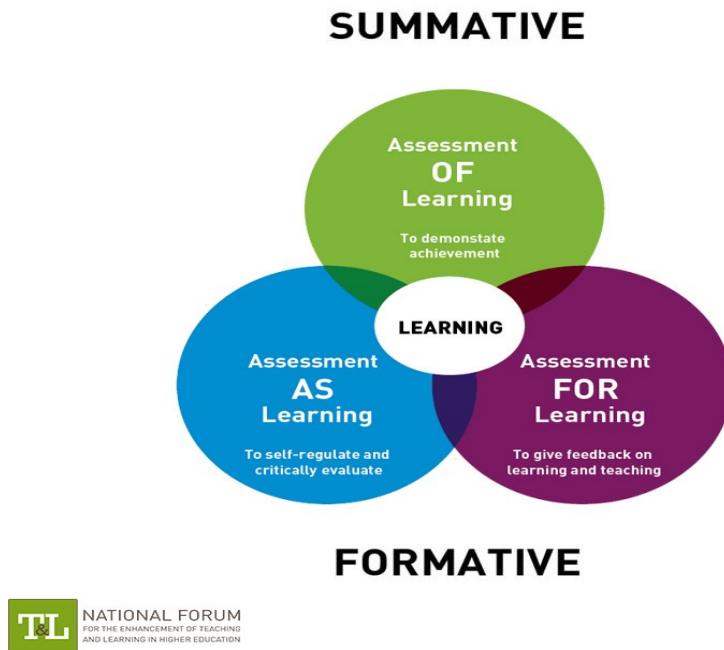 SUMMATIVE
Assessment
OF
Learning
To demonstate
achievement
LEARNING
Assessment
AS
Learning
To self-regulate and
critically evaluate
Assessment
FOR
Learning
To give feedback on
learning and teaching
FORMATIVE
T&L
NATIONAL FORUM
FOR THE ENHANCEMENT OF TEACHING
AND LEARNING IN HIGHER EDUCATION